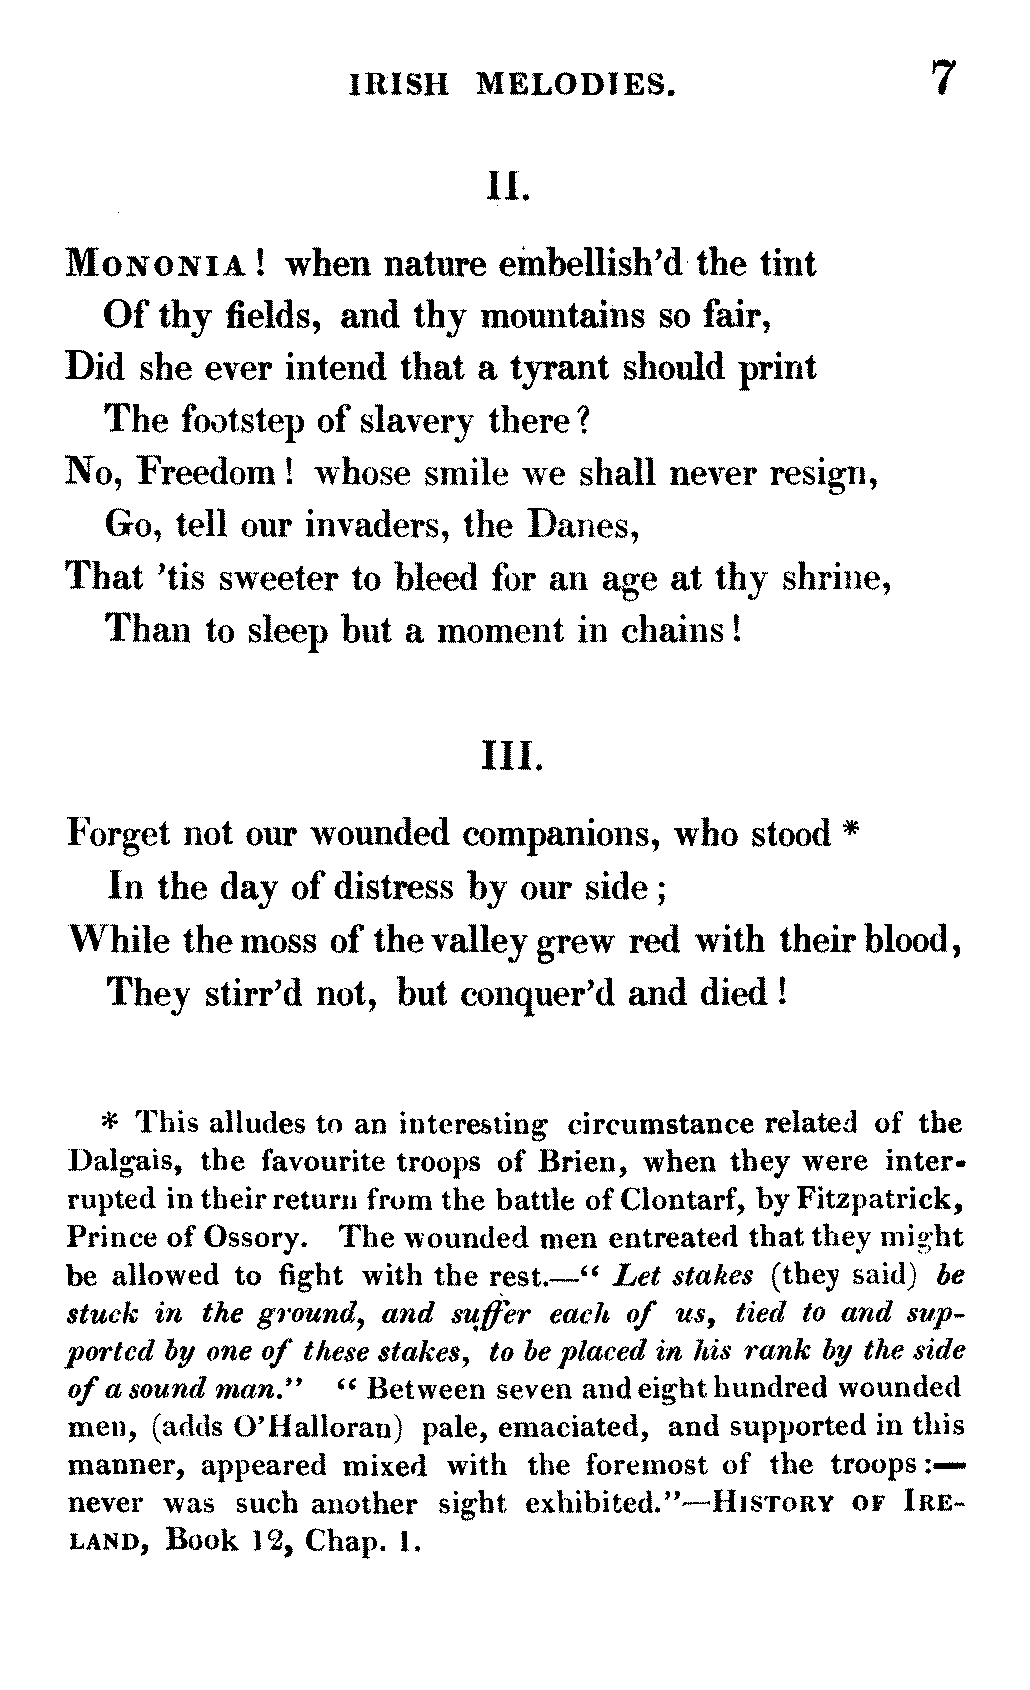 IRISH MELODIES. 7
II.
MONONIA! when nature embellish'd the tint
Of thy fields, and thy mountains so fair,
Did she ever intend that a tyrant should print
The footstep of slavery there?
No, Freedom! whose smile we shall never resign,
Go, tell our invaders, the Danes,
That 'tis sweeter to bleed for an age at thy shrine,
Than to sleep but a moment in chains!
III.
Forget not our wounded companions, who stood *
In the day of distress by our side;
While the moss of the valley grew red with their blood,
They stirr'd not, but conquer'd and died!
* This alludes to an interesting circumstance related of the
Dalgais, the favourite troops of Brien, when they were inter-
rupted in their return from the battle of Clontarf, by Fitzpatrick,
Prince of Ossory. The wounded men entreated that they might
be allowed to fight with the rest.—“ Let stakes (they said) be
stuck in the ground, and suffer each of us, tied to and sup-
ported by one of these stakes, to be placed in his rank by the side
of a sound man.” “ Between seven and eight hundred wounded
men, (adds O'Halloran) pale, emaciated, and supported in this
manner, appeared mixed with the foremost of the troops:—
never was such another sight exhibited.”—HISTORY OF IRE-
LAND, Book 12, Chap. 1.